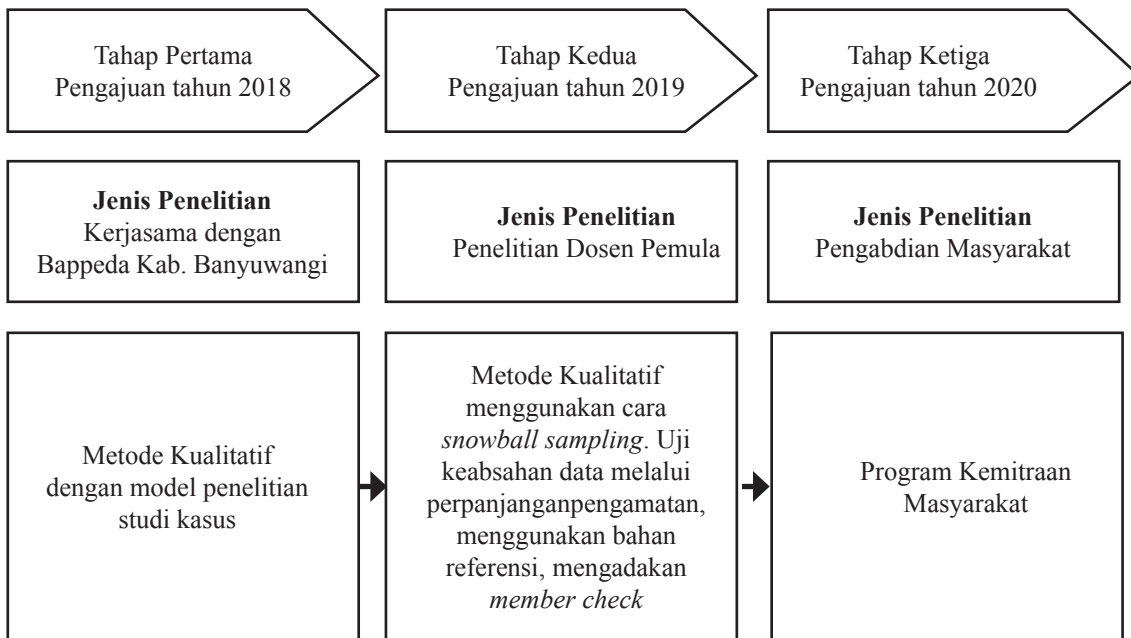 Tahap Pertama
Pengajuan tahun 2018
Tahap Kedua
Pengajuan tahun 2019
Tahap Ketiga
Pengajuan tahun 2020
Jenis Penelitian
Kerjasama dengan
Bappeda Kab. Banyuwangi
Jenis Penelitian
Penelitian Dosen Pemula
Jenis Penelitian
Pengabdian Masyarakat
Metode Kualitatif
dengan model penelitian
studi kasus
Metode Kualitatif
menggunakan cara
snowball sampling. Uji
keabsahan data melalui
perpanjanganpengamatan,
menggunakan bahan
referensi, mengadakan
member check
Program Kemitraan
Masyarakat